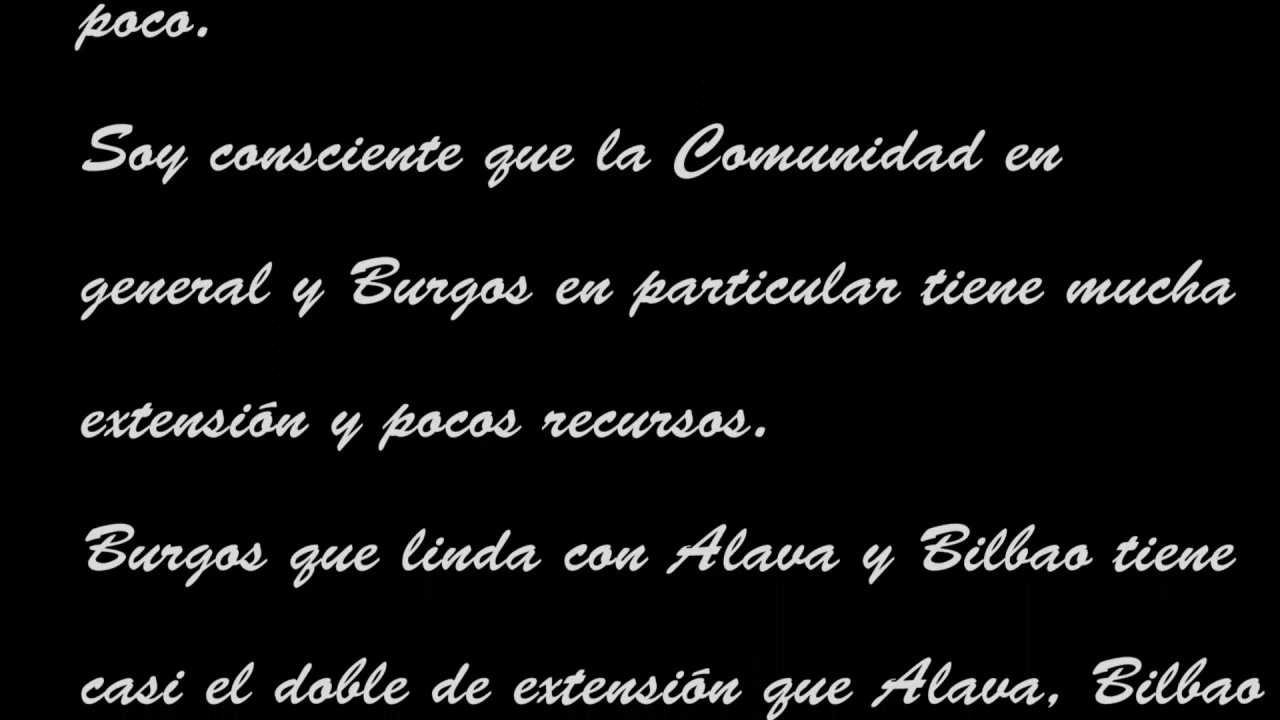 poco.
Soy consciente que la Comunidad en
general y Burgos en particular tiene mucha
extensión y pocos recursos.
Burgos que linda con Alava y Bilbao tiene
casi el doble de extensión que Alava, Bilbao